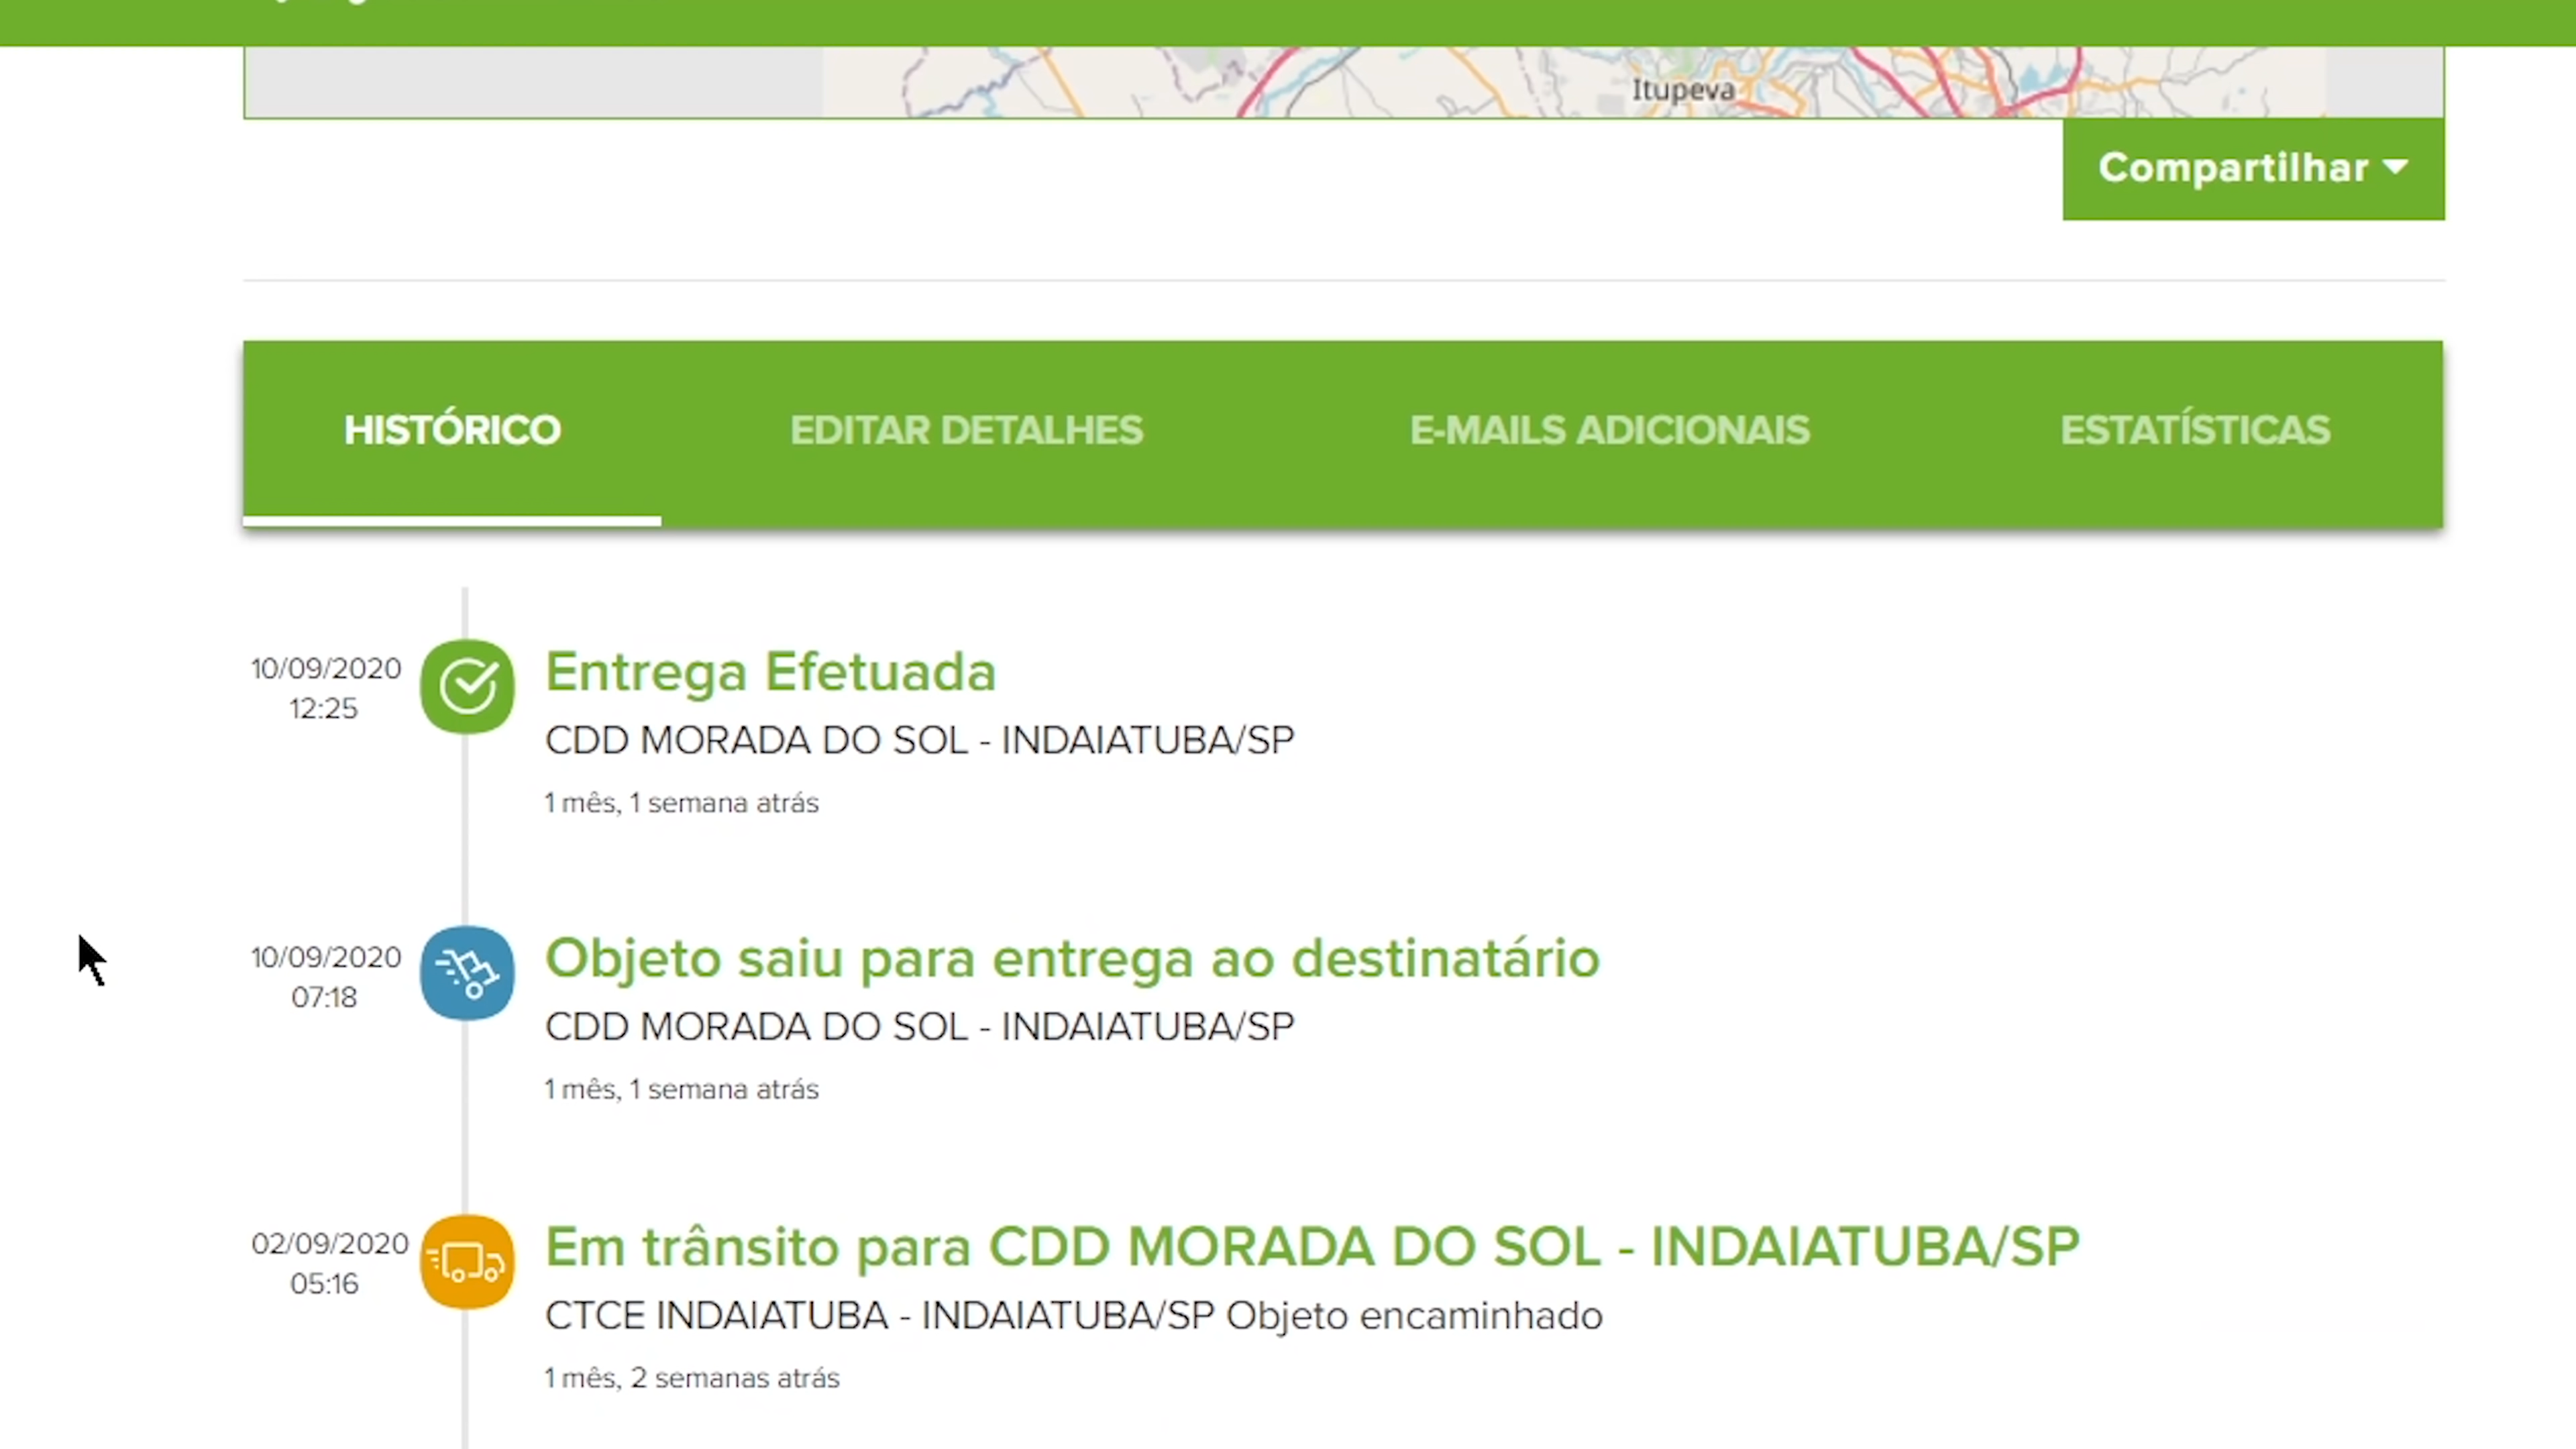 Itupeva
Compartilhar
HISTÓRICO
EDITAR DETALHES
E-MAILS ADICIONAIS
ESTATÍSTICAS
10/09/2020
12:25
Entrega Efetuada
CDD MORADA DO SOL - INDAIATUBA/SP
1 mês, 1 semana atrás
10/09/2020
07:18
Objeto saiu para entrega ao destinatário
CDD MORADA DO SOL - INDAIATUBA/SP
1 mês, 1 semana atrás
02/09/2020
05:16
Em trânsito para CDD MORADA DO SOL - INDAIATUBA/SP
CTCE INDAIATUBA - INDAIATUBA/SP Objeto encaminhado
1 mês, 2 semanas atrás